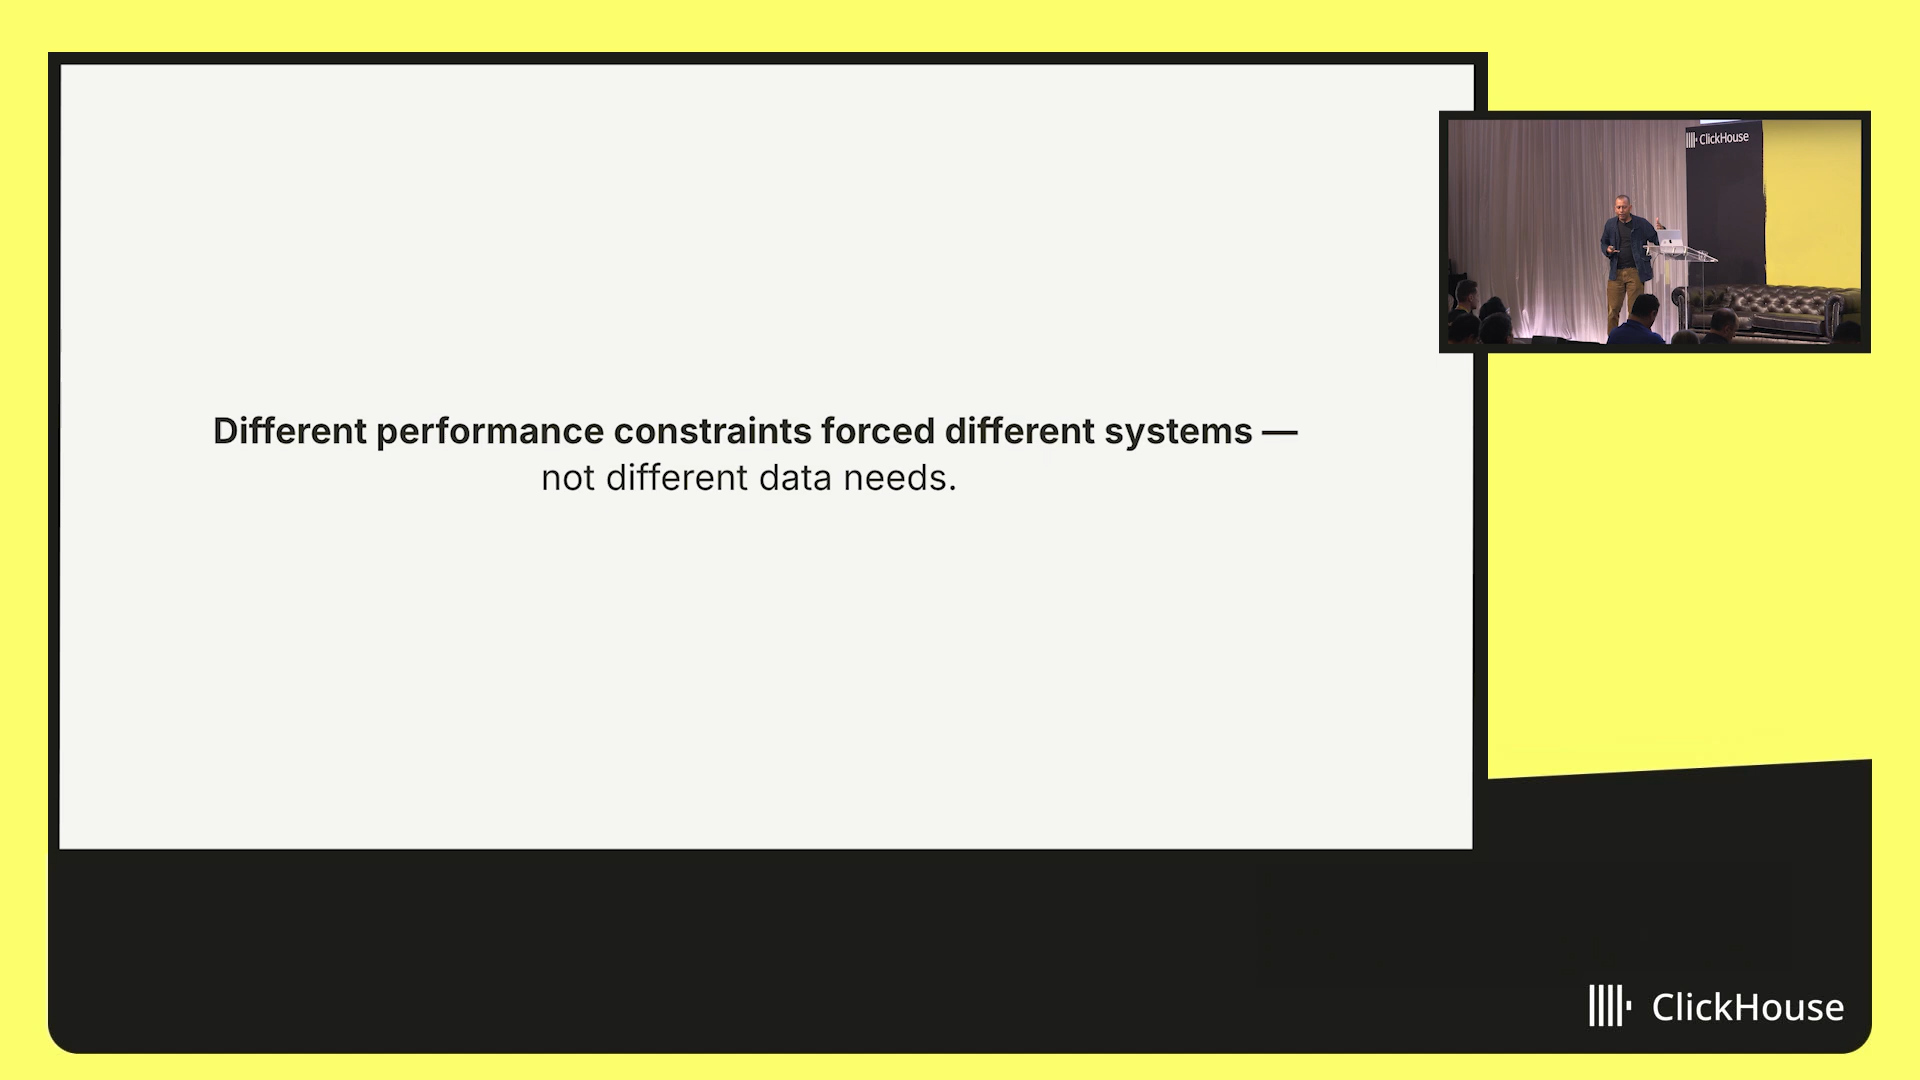 Different performance constraints forced different systems —
not different data needs.
ClickHouse
ClickHouse